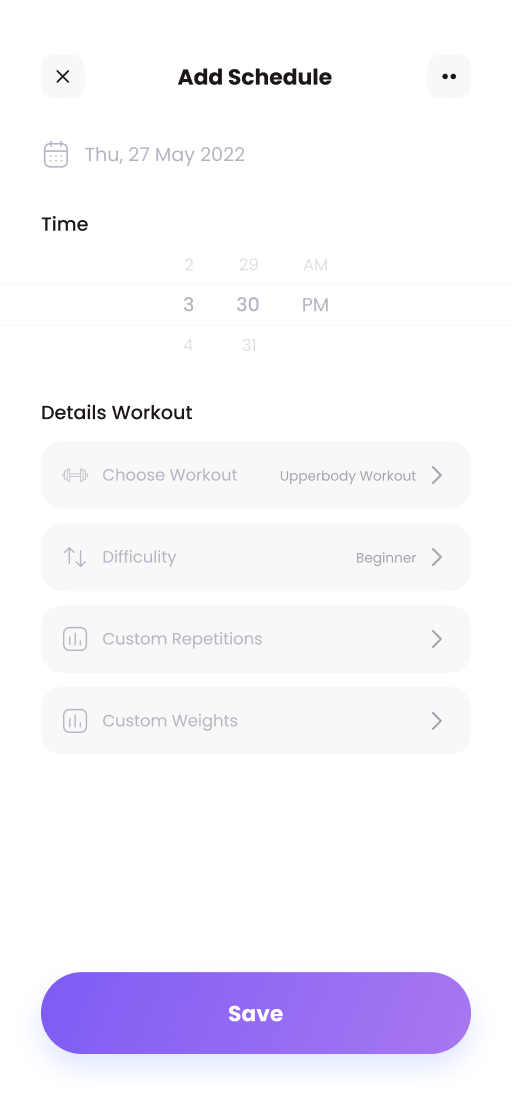 Add Schedule
Thu, 27 May 2022
Time
2 29 AM
3 30 PM
4 31
Details Workout
Choose Workout Upperbody Workout
Difficulity Beginner
Custom Repetitions
Custom Weights
Save